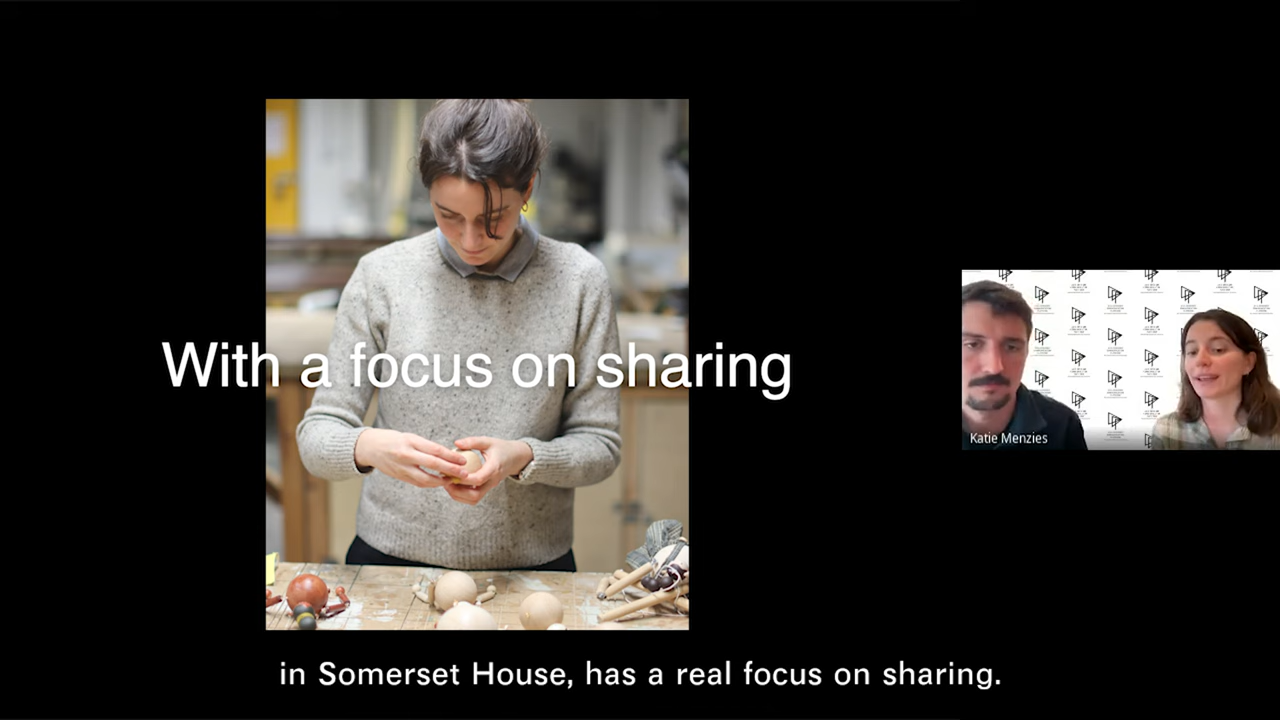 With a focus on sharing
Katie Menzies
in Somerset House, has a real focus on sharing.